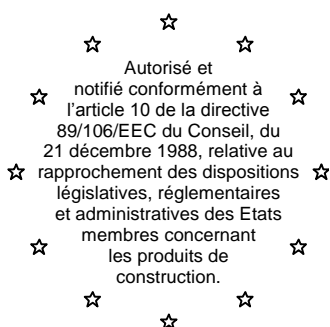 Autorisé et
notifié conformément à
l'article 10 de la directive
89/106/EEC du Conseil, du
21 décembre 1988, relative au
rapprochement des dispositions
législatives, réglementaires
et administratives des Etats
membres concernant
les produits de
construction.